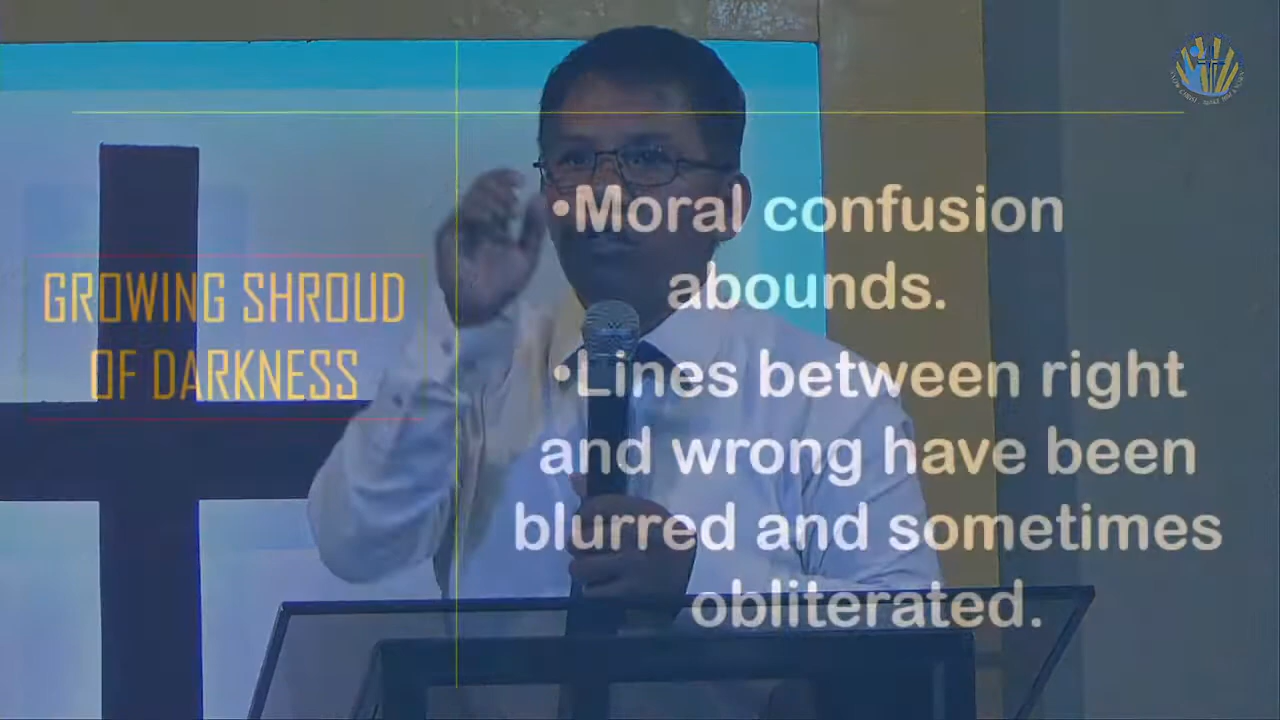 GROWING SHROUD
OF DARKNESS
•Moral confusion
abounds.
•Lines between right
and wrong have been
blurred and sometimes
obliterated.